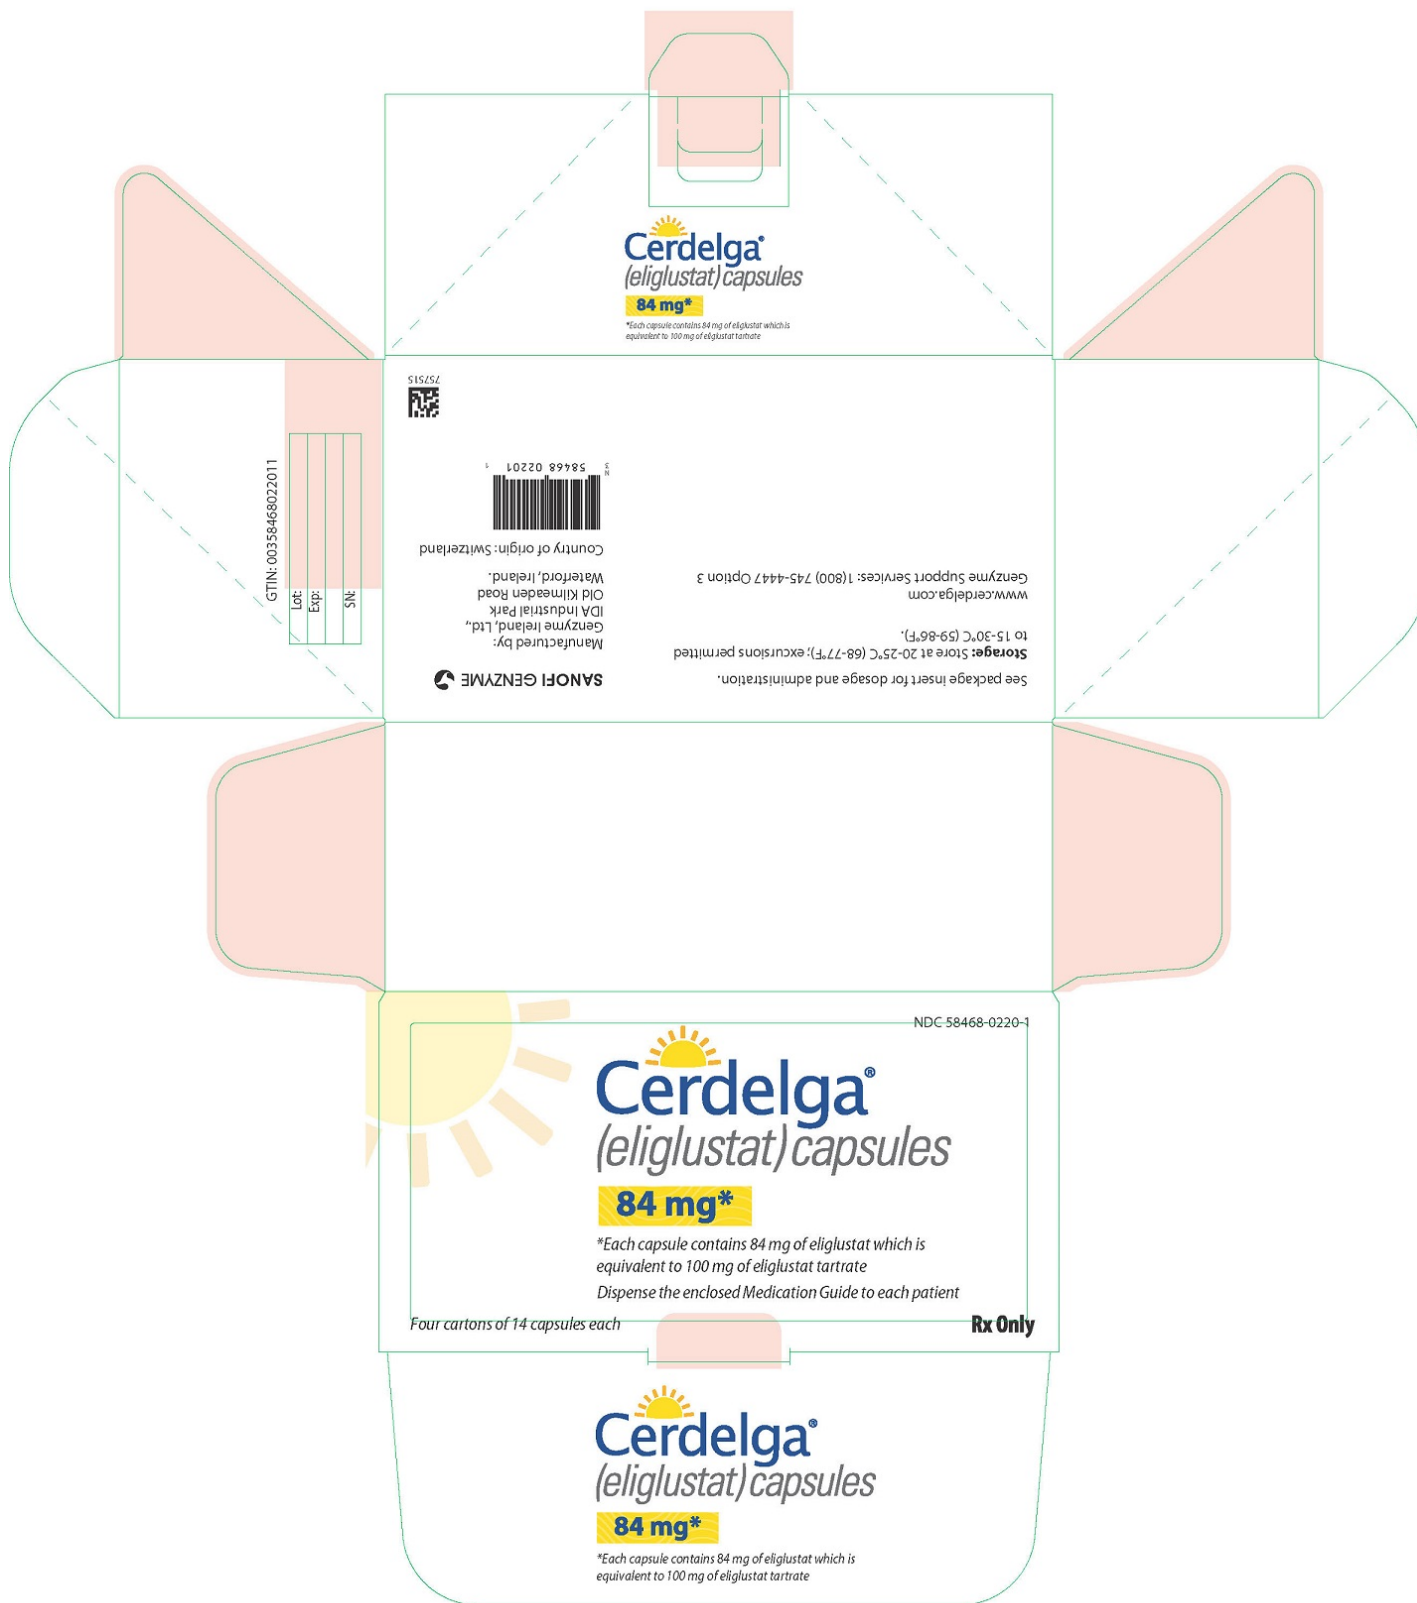 Cerdelga®
(eliglustat) capsules
84 mg*
*Each capsule contains 84 mg of eliglustat which is
equivalent to 100 mg of eliglustat tartrate
757515
GTIN: 00358468022011
Lot:
Exp:
SN:
See package insert for dosage and administration.
Storage: Store at 20-25°C (68-77°F); excursions permitted
to 15-30°C (59-86°F).
www.cerdelga.com
Genzyme Support Services: 1(800) 745-4447 Option 3
SANOFI GENZYME
Manufactured by:
Genzyme Ireland, Ltd.,
IDA Industrial Park
Old Kilmeaden Road
Waterford, Ireland.
Country of origin: Switzerland
N
3 58468 02201 1
NDC 58468-0220-1
Cerdelga®
(eliglustat) capsules
84 mg*
*Each capsule contains 84 mg of eliglustat which is
equivalent to 100 mg of eliglustat tartrate
Dispense the enclosed Medication Guide to each patient
Four cartons of 14 capsules each
Rx Only
Cerdelga®
(eliglustat) capsules
84 mg*
*Each capsule contains 84 mg of eliglustat which is
equivalent to 100 mg of eliglustat tartrate